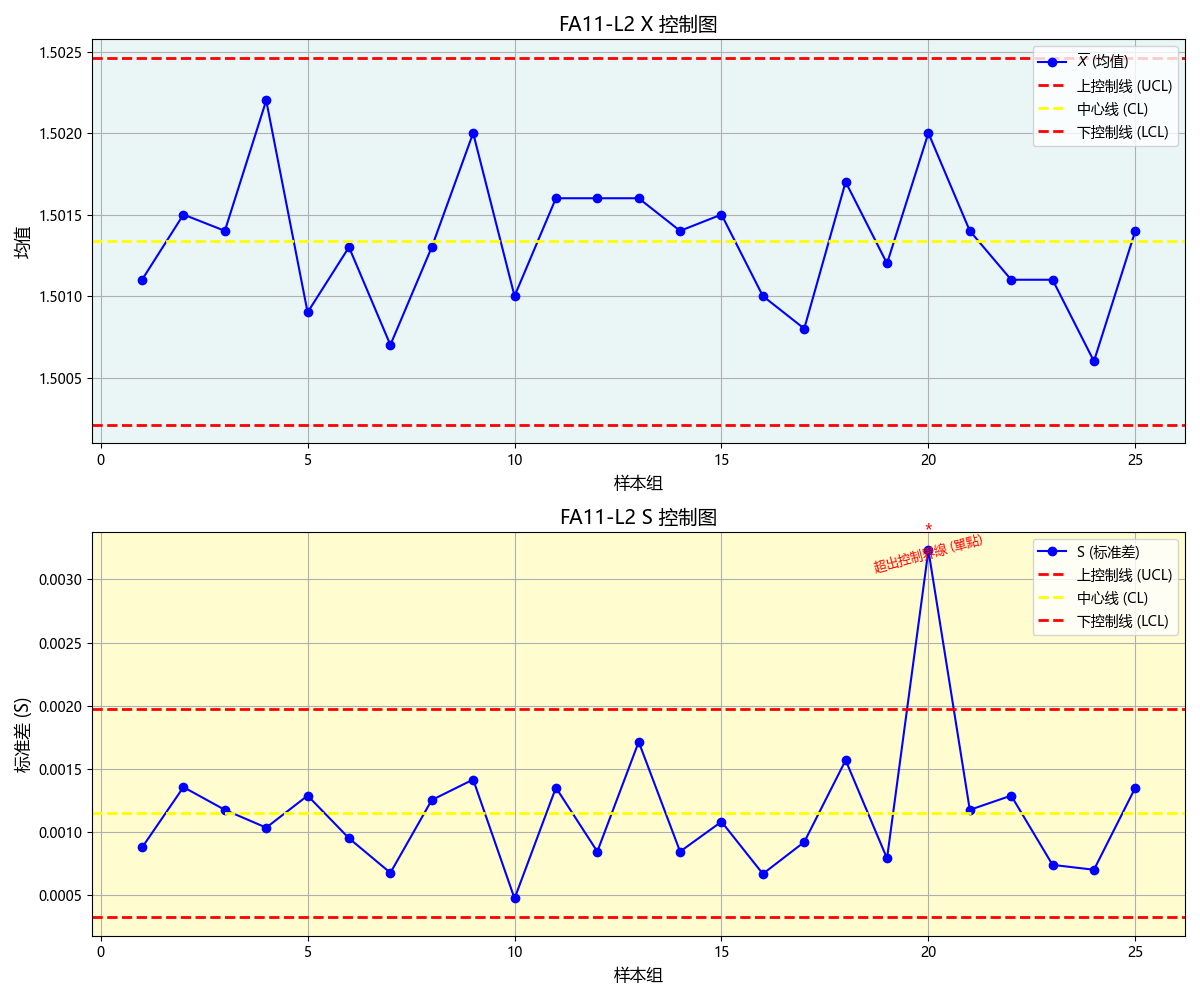 FA11-L2 X 控制图
1.5025
1.5020
1.5015
1.5010
1.5005
均值
X̅ (均值)
上控制线 (UCL)
中心线 (CL)
下控制线 (LCL)
0 5 10 15 20 25
样本组
FA11-L2 S 控制图
*
超出控制界線 (單點)
0.0030
0.0025
0.0020
0.0015
0.0010
0.0005
标准差 (S)
S (标准差)
上控制线 (UCL)
中心线 (CL)
下控制线 (LCL)
0 5 10 15 20 25
样本组